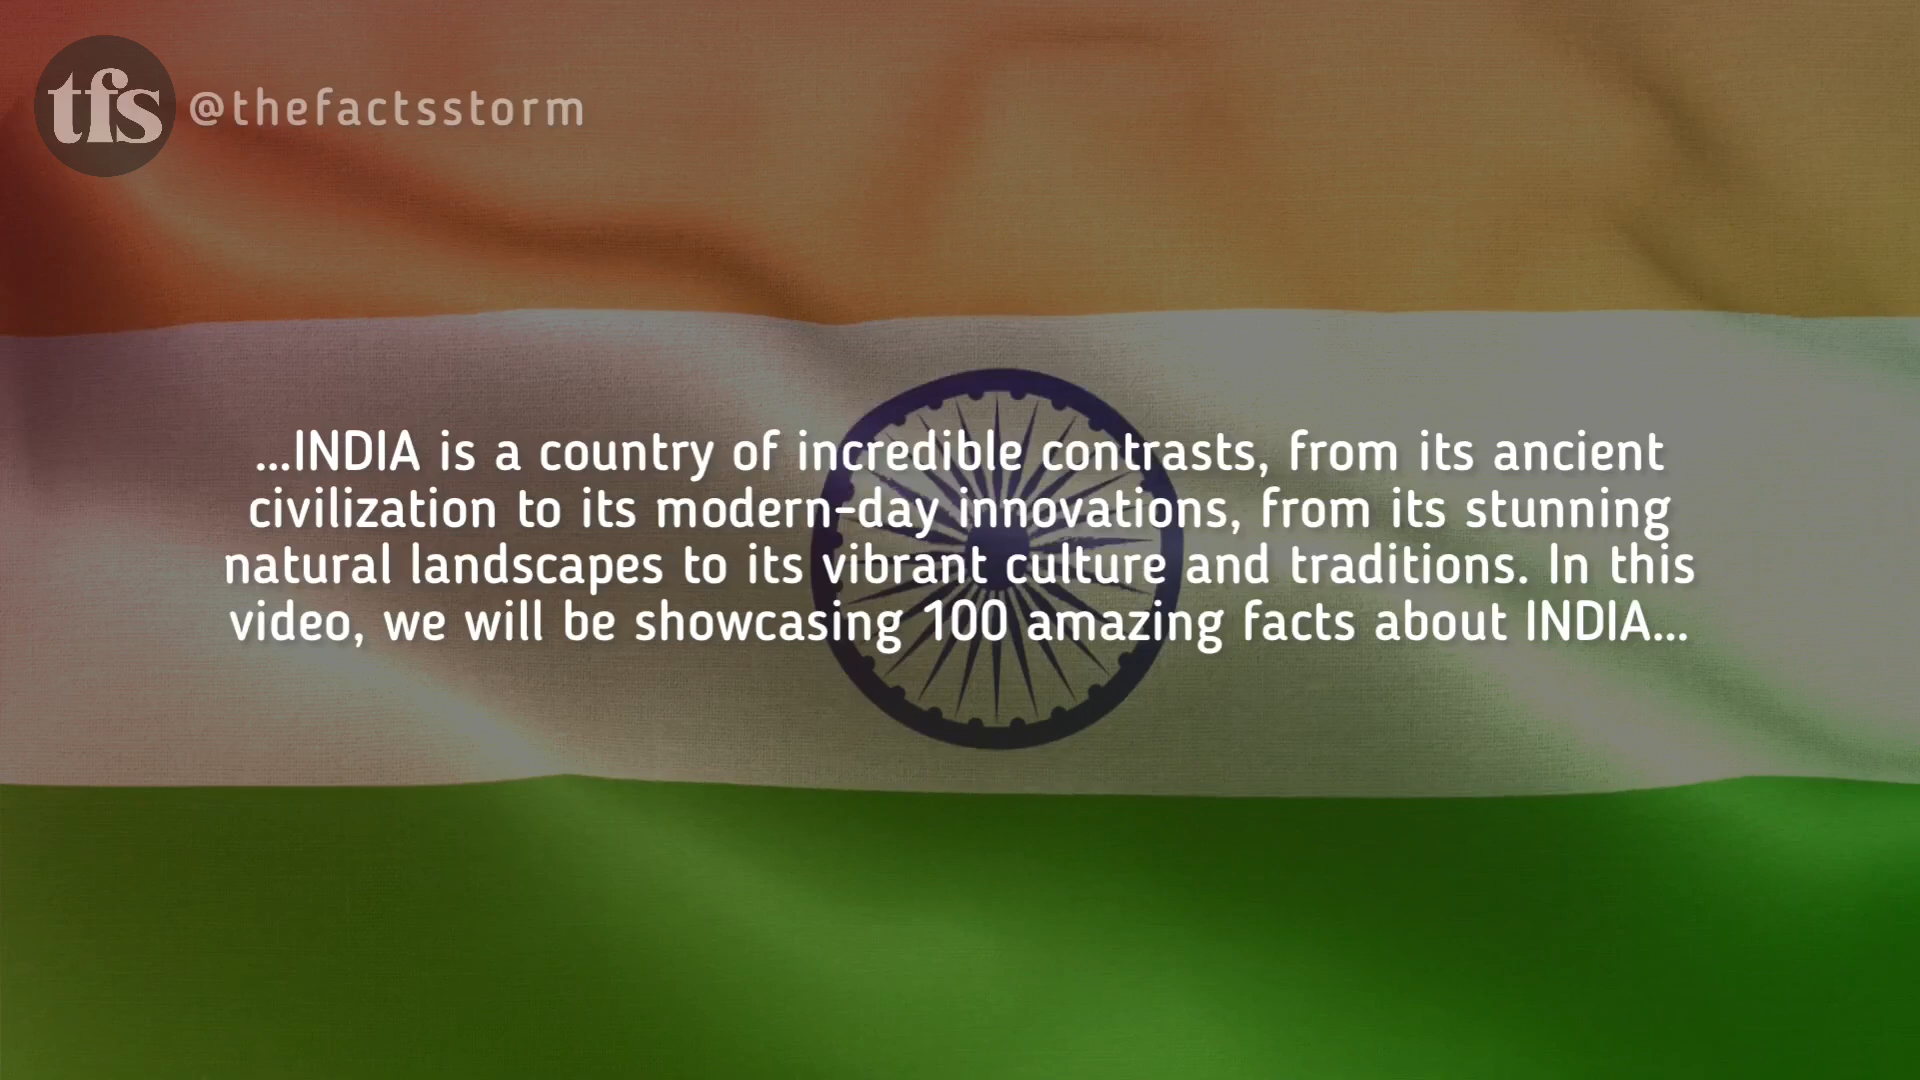 tfs @thefactsstorm
...INDIA is a country of incredible contrasts, from its ancient
civilization to its modern-day innovations, from its stunning
natural landscapes to its vibrant culture and traditions. In this
video, we will be showcasing 100 amazing facts about INDIA...